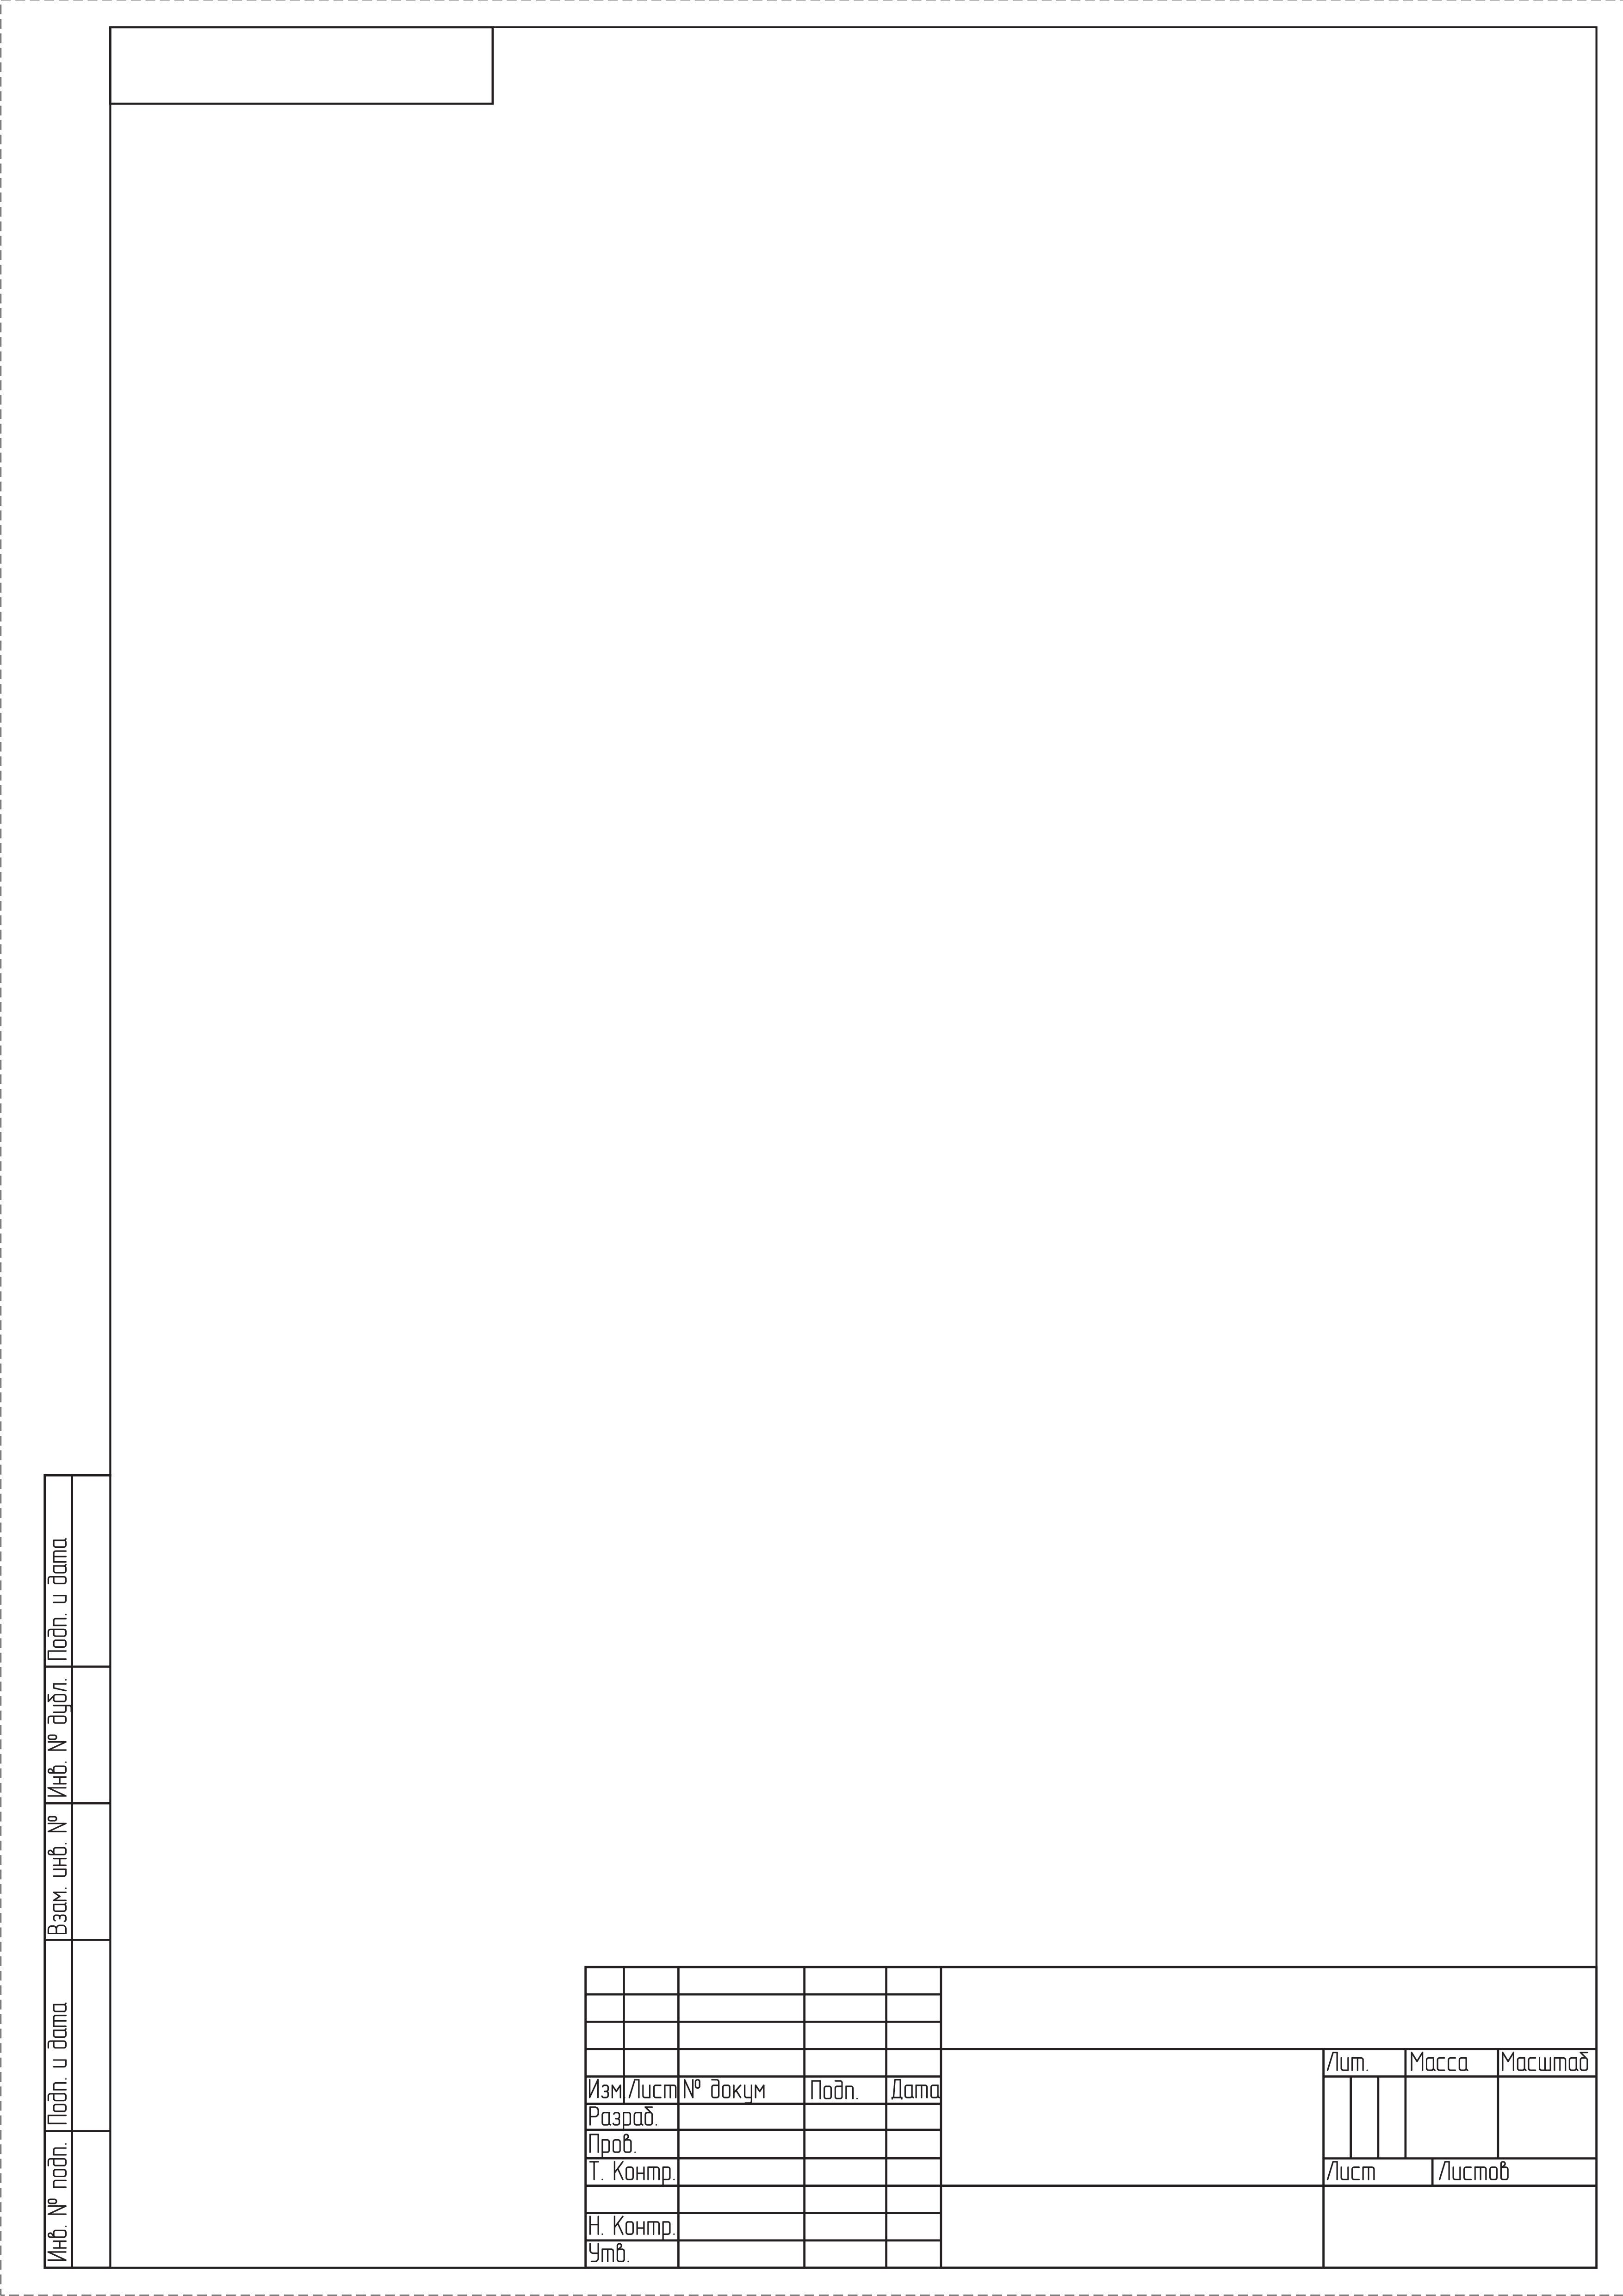 Подп. и дата
Инв. № дубл.
Взам. инв. №
Подп. и дата
Инв. № подп.
Лит. Масса Масштаб
Изм Лист № докум Подп. Дата
Разраб.
Пров.
Т. Контр.
Лист Листов
Н. Контр.
Утв.